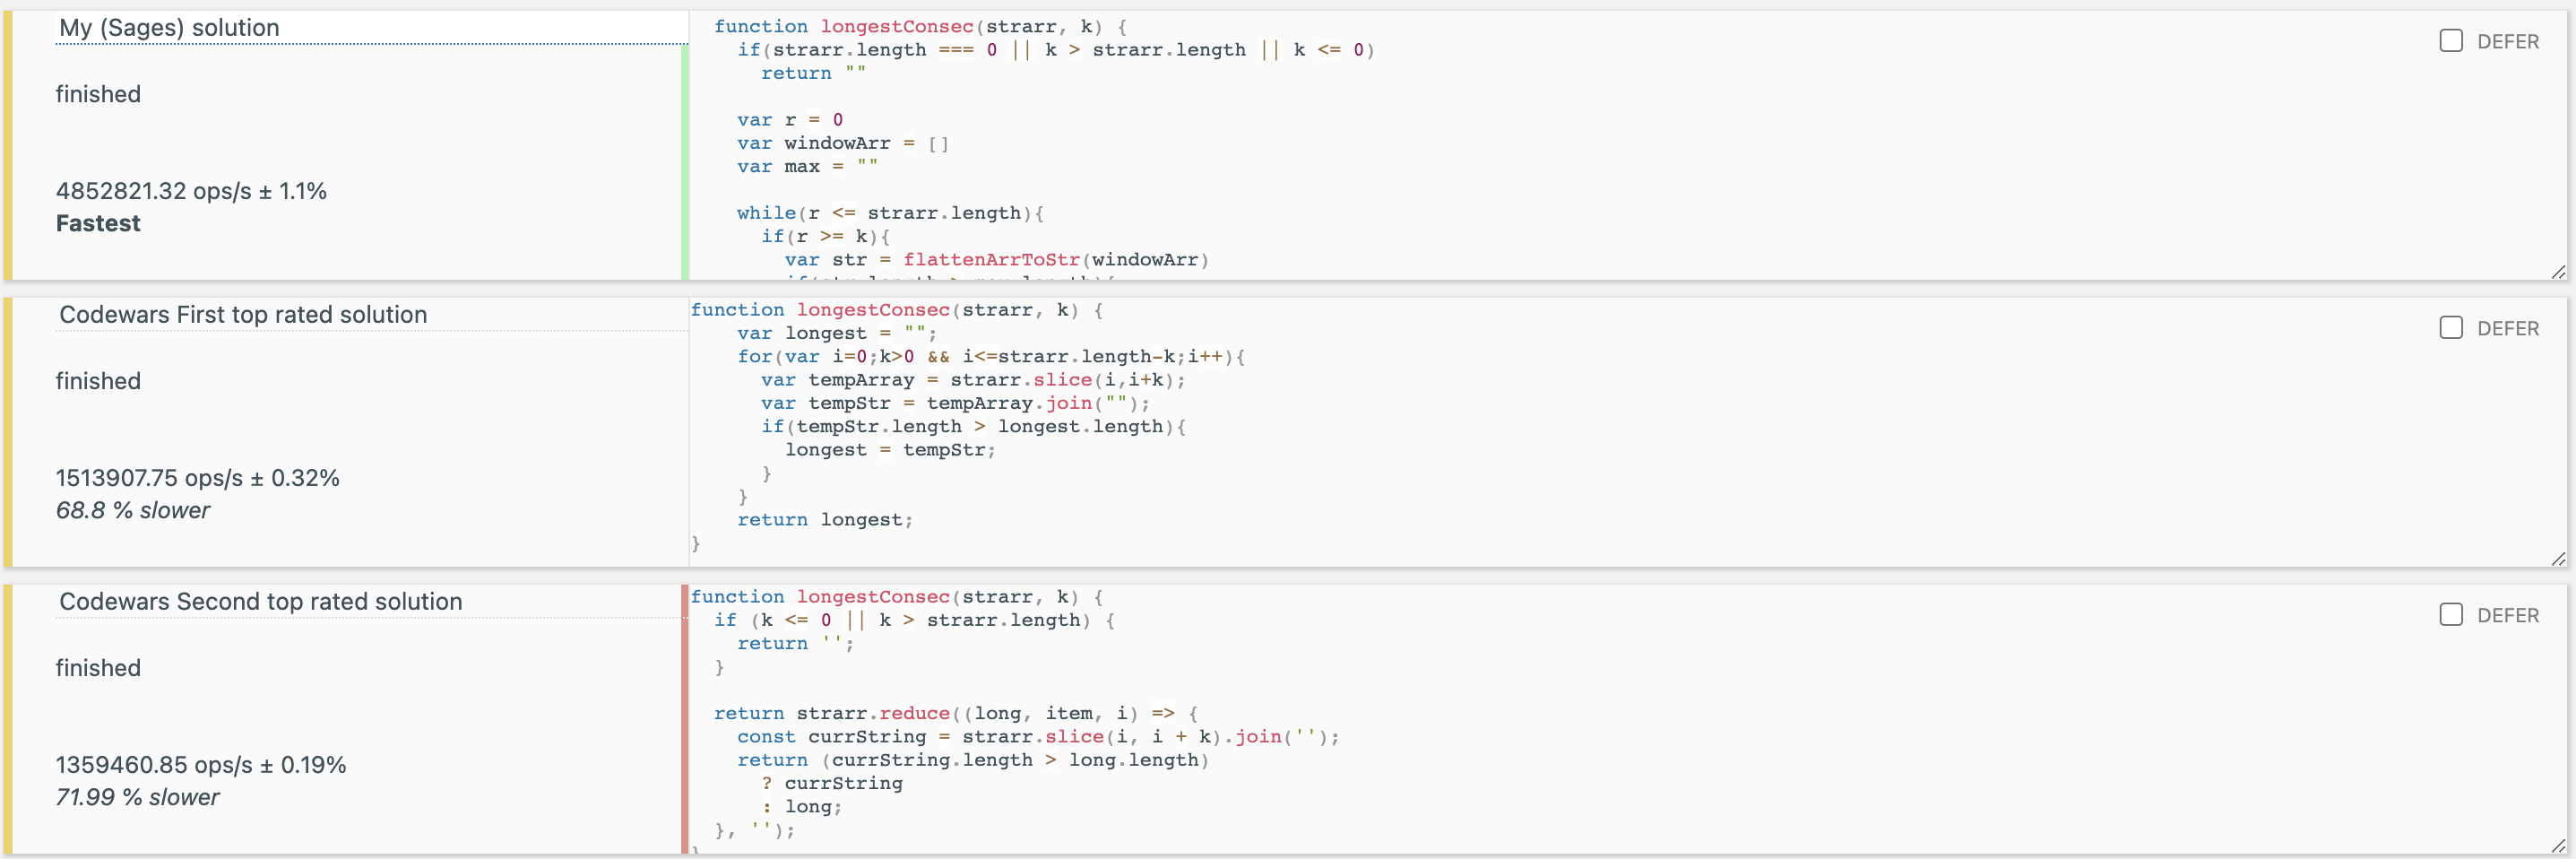 My (Sages) solution
finished
4852821.32 ops/s ± 1.1%
Fastest
function longestConsec(strarr, k) {
if(strarr.length === 0 || k > strarr.length || k <= 0)
return ""
var r = 0
var windowArr = []
var max = ""
while(r <= strarr.length){
if(r >= k){
var str = flattenArrToStr(windowArr)
DEFER
Codewars First top rated solution
finished
1513907.75 ops/s ± 0.32%
68.8 % slower
function longestConsec(strarr, k) {
var longest = "";
for(var i=0;k>0 && i<=strarr.length-k;i++){
var tempArray = strarr.slice(i,i+k);
var tempStr = tempArray.join("");
if(tempStr.length > longest.length){
longest = tempStr;
}
}
return longest;
}
DEFER
Codewars Second top rated solution
finished
1359460.85 ops/s ± 0.19%
71.99 % slower
function longestConsec(strarr, k) {
if (k <= 0 || k > strarr.length) {
return '';
}
return strarr.reduce((long, item, i) => {
const currString = strarr.slice(i, i + k).join('');
return (currString.length > long.length)
? currString
: long;
}, '');
}
DEFER